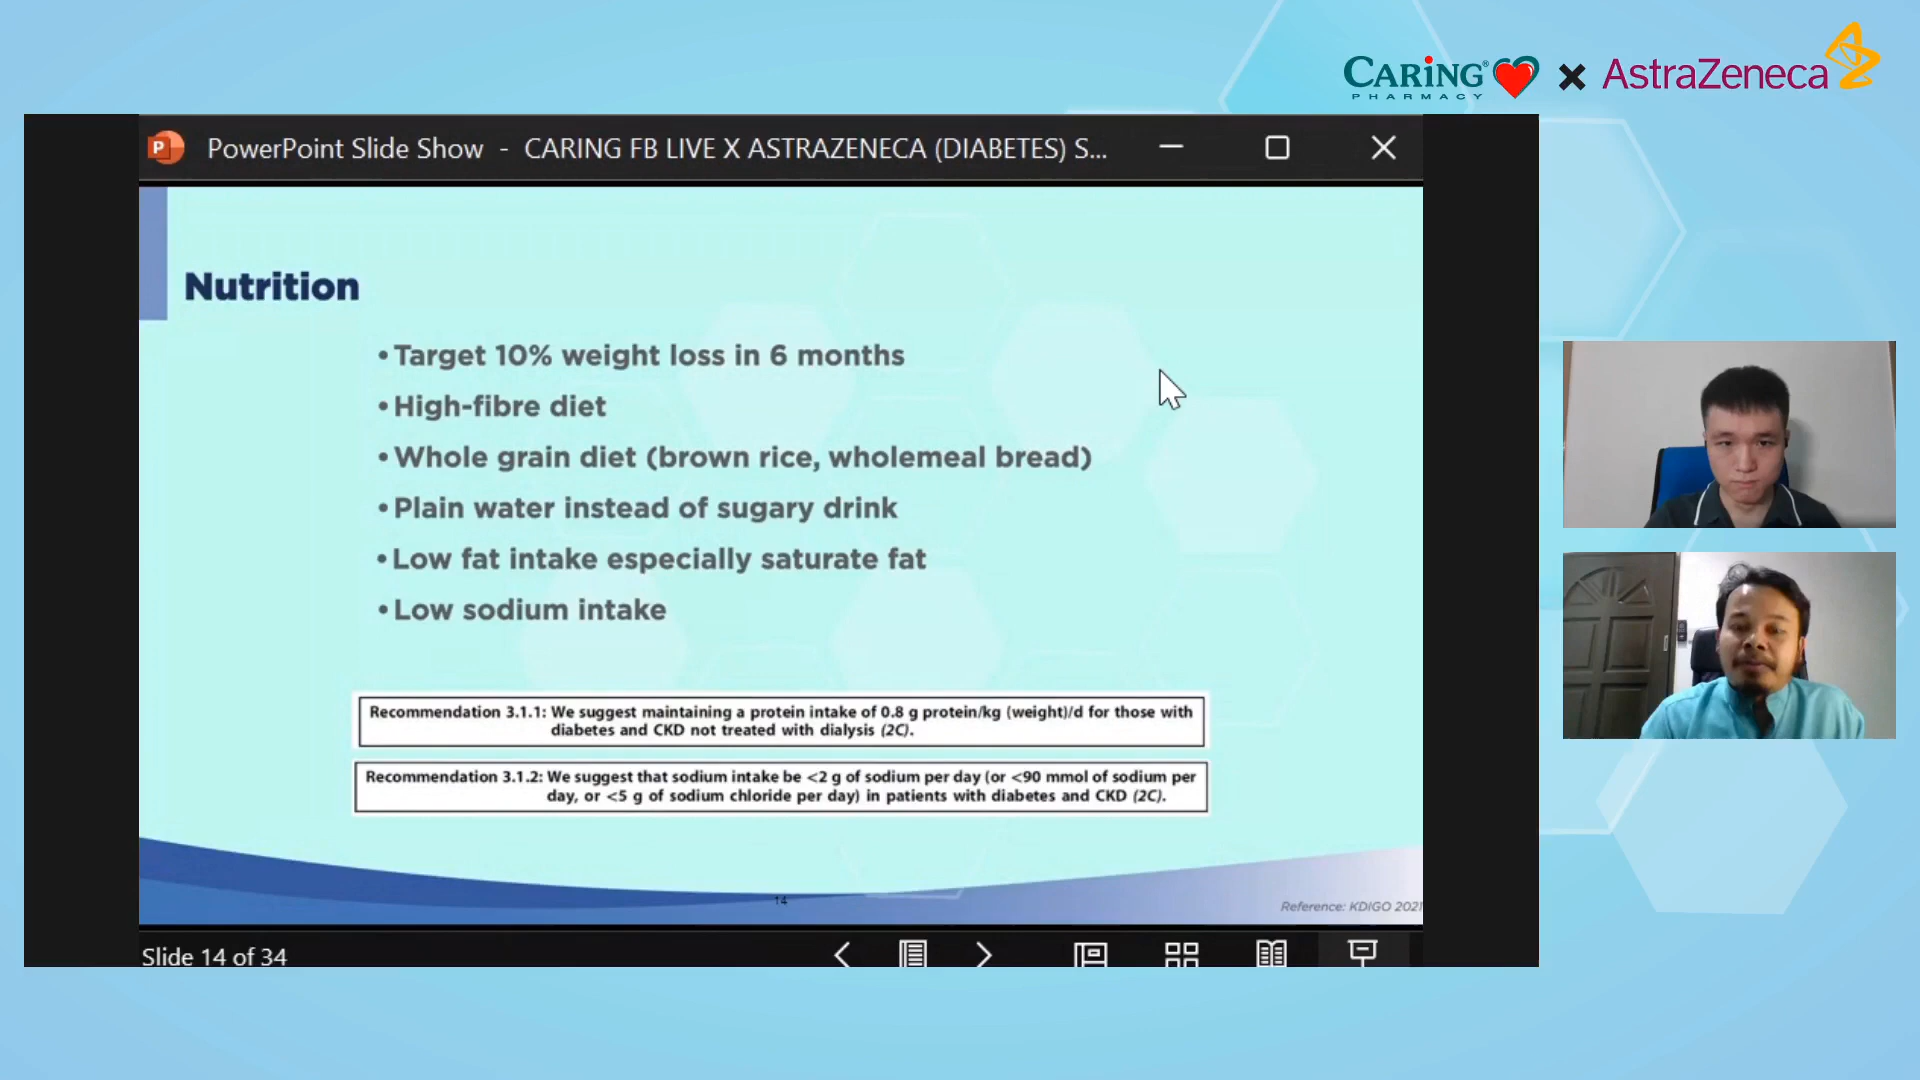 CARiNG® X AstraZeneca
PHARMACY
PowerPoint Slide Show - CARING FB LIVE X ASTRAZENECA (DIABETES) S...
Nutrition
•Target 10% weight loss in 6 months
•High-fibre diet
•Whole grain diet (brown rice, wholemeal bread)
•Plain water instead of sugary drink
•Low fat intake especially saturate fat
•Low sodium intake
Recommendation 3.1.1: We suggest maintaining a protein intake of 0.8 g protein/kg (weight)/d for those with
diabetes and CKD not treated with dialysis (2C).
Recommendation 3.1.2: We suggest that sodium intake be <2 g of sodium per day (or <90 mmol of sodium per
day, or <5 g of sodium chloride per day) in patients with diabetes and CKD (2C).
14
Reference: KDIGO 2021
Slide 14 of 34